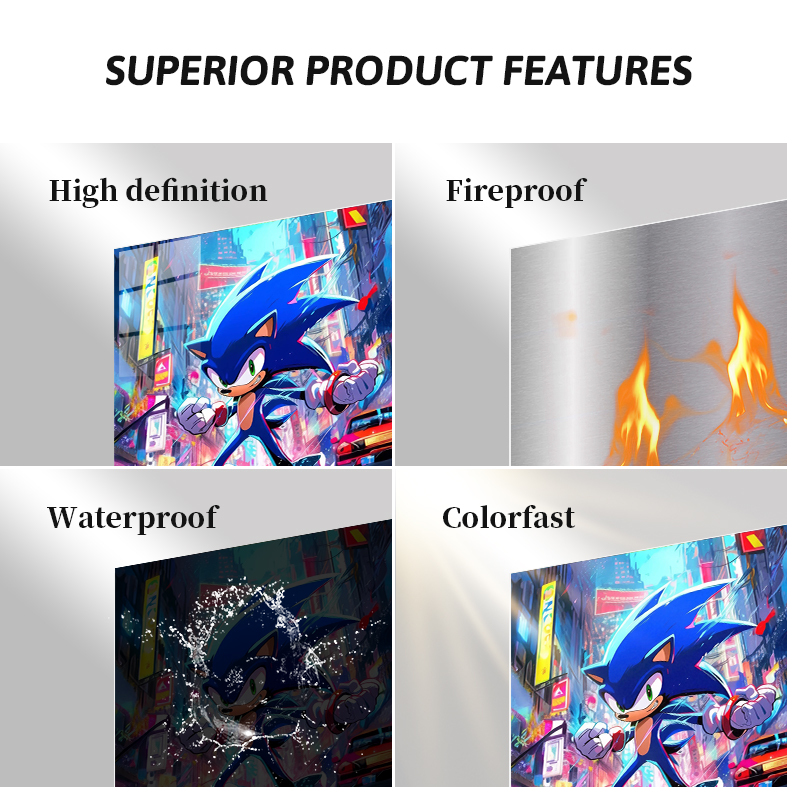 SUPERIOR PRODUCT FEATURES
High definition
Fireproof
Waterproof
Colorfast